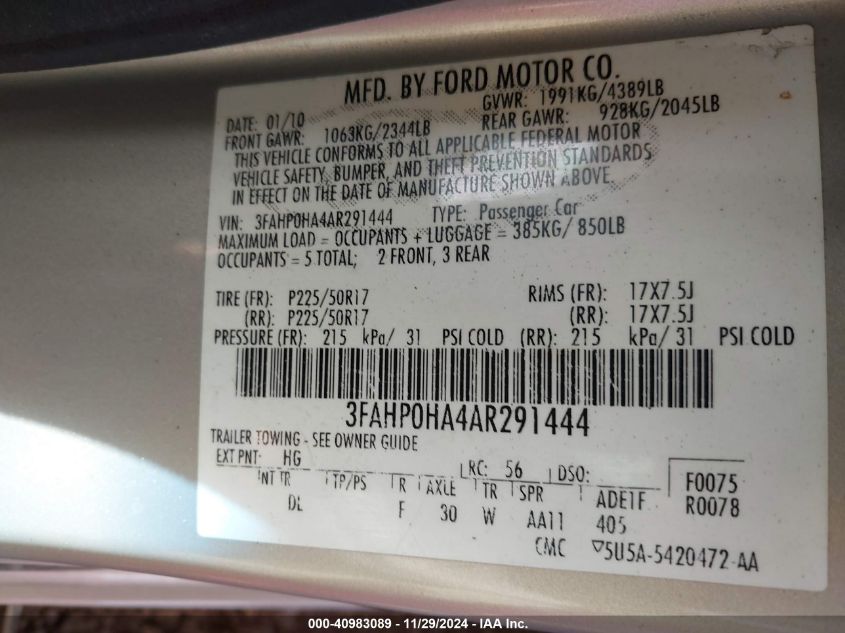 MFD. BY FORD MOTOR CO.
DATE: 01/10 GVWR: 1991KG/4389LB
FRONT GAWR: 1063KG/2344LB REAR GAWR: 928KG/2045LB
THIS VEHICLE CONFORMS TO ALL APPLICABLE FEDERAL MOTOR
VEHICLE SAFETY, BUMPER, AND THEFT PREVENTION STANDARDS
IN EFFECT ON THE DATE OF MANUFACTURE SHOWN ABOVE.
VIN: 3FAHP0HA4AR291444 TYPE: Passenger Car
MAXIMUM LOAD = OCCUPANTS + LUGGAGE = 385KG/ 850LB
OCCUPANTS = 5 TOTAL; 2 FRONT, 3 REAR
TIRE (FR): P225/50R17 RIMS (FR): 17X7.5J
(RR): P225/50R17 (RR): 17X7.5J
PRESSURE (FR): 215 kPa/ 31 PSI COLD (RR): 215 kPa/ 31 PSI COLD
3FAHP0HA4AR291444
TRAILER TOWING - SEE OWNER GUIDE
EXT PNT: HG RC: 56 DSO: F0075
INT TR TP/PS R AXLE TR SPR ADE1F R0078
DL F 30 W AA11 405
CMC ▽5U5A-5420472-AA
000-40983089 - 11/29/2024 - IAA Inc.